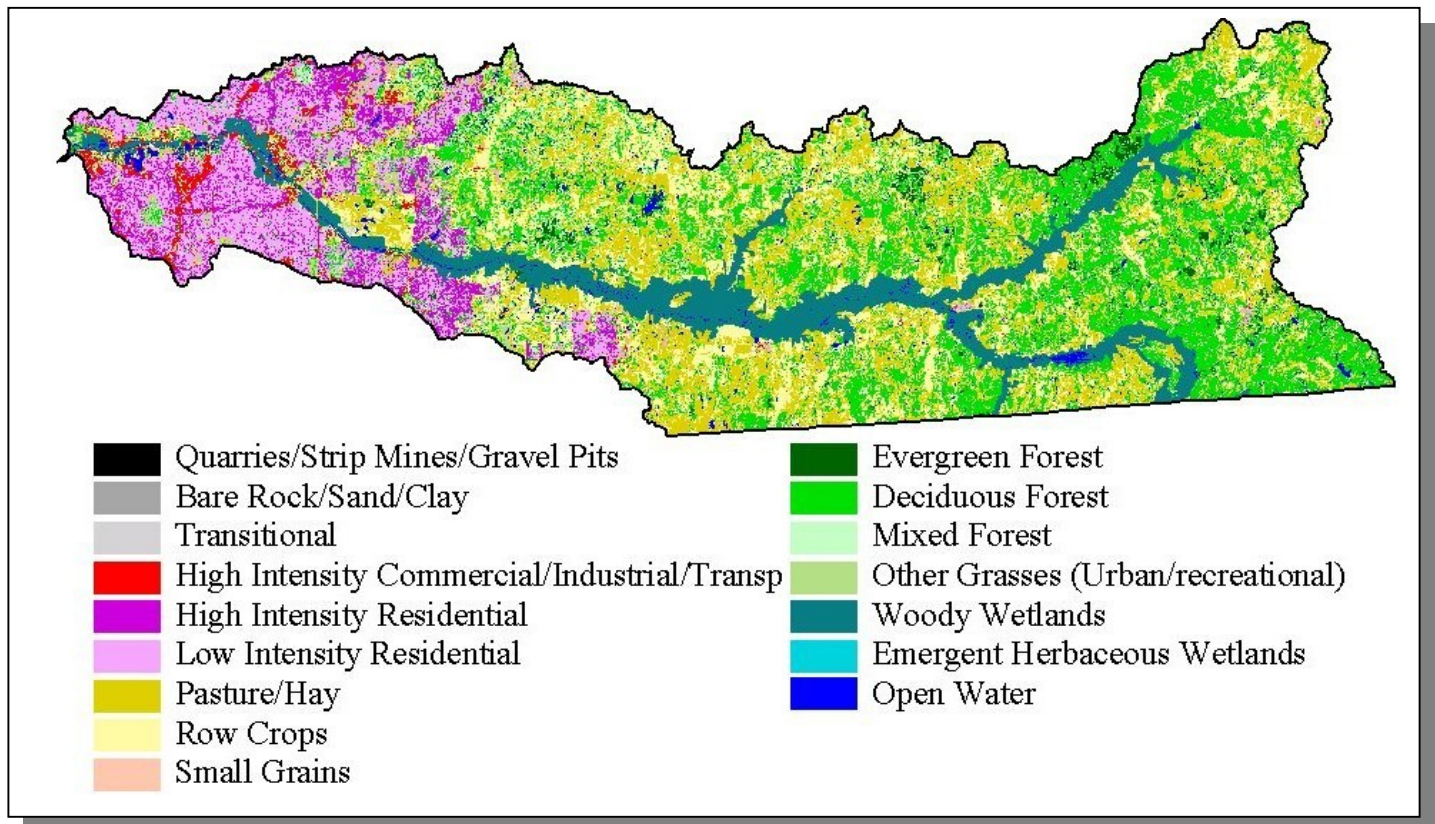 Quarries/Strip Mines/Gravel Pits
Bare Rock/Sand/Clay
Transitional
High Intensity Commercial/Industrial/Transp
High Intensity Residential
Low Intensity Residential
Pasture/Hay
Row Crops
Small Grains
Evergreen Forest
Deciduous Forest
Mixed Forest
Other Grasses (Urban/recreational)
Woody Wetlands
Emergent Herbaceous Wetlands
Open Water